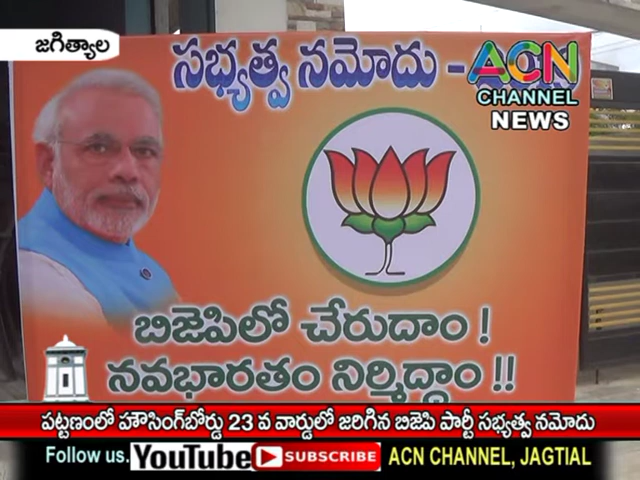 జగిత్యాల
సభ్యత్వ నమోదు -
ACN
CHANNEL
NEWS
బిజెపిలో చేరుదాం !
నవభారతం నిర్మిద్దాం !!
పట్టణంలో హౌసింగ్‌బోర్డు 23 వ వార్డులో జరిగిన బిజెపి పార్టీ సభ్యత్వ నమోదు
Follow us. YouTube SUBSCRIBE ACN CHANNEL, JAGTIAL